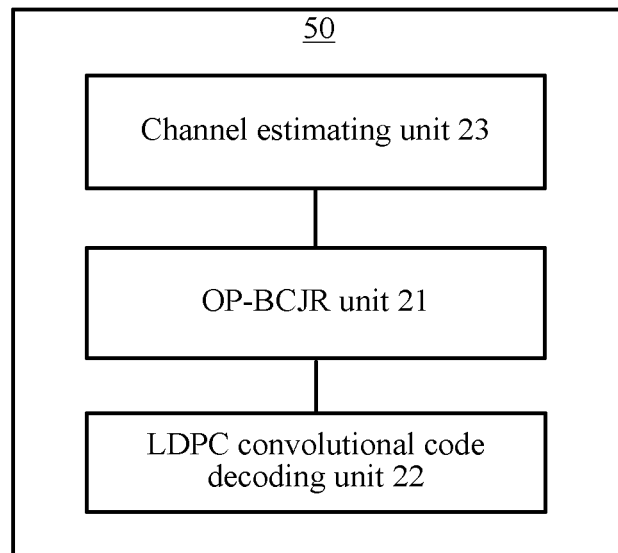 50
Channel estimating unit 23
OP-BCJR unit 21
LDPC convolutional code
decoding unit 22